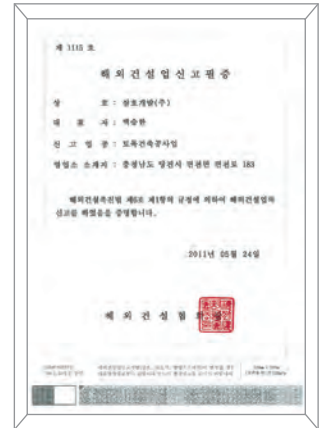 제 1115 호
해외건설업신고필증
상 호 : 삼호개발(주)
대 표 자 : 백승한
신 고 업 종 : 토목건축공사업
영업소 소재지 : 충청남도 당진시 면천면 면천로 183
해외건설촉진법 제6조 제1항의 규정에 의하여 해외건설업의
신고를 하였음을 증명합니다.
2011년 05월 24일
해 외 건 설 협 회